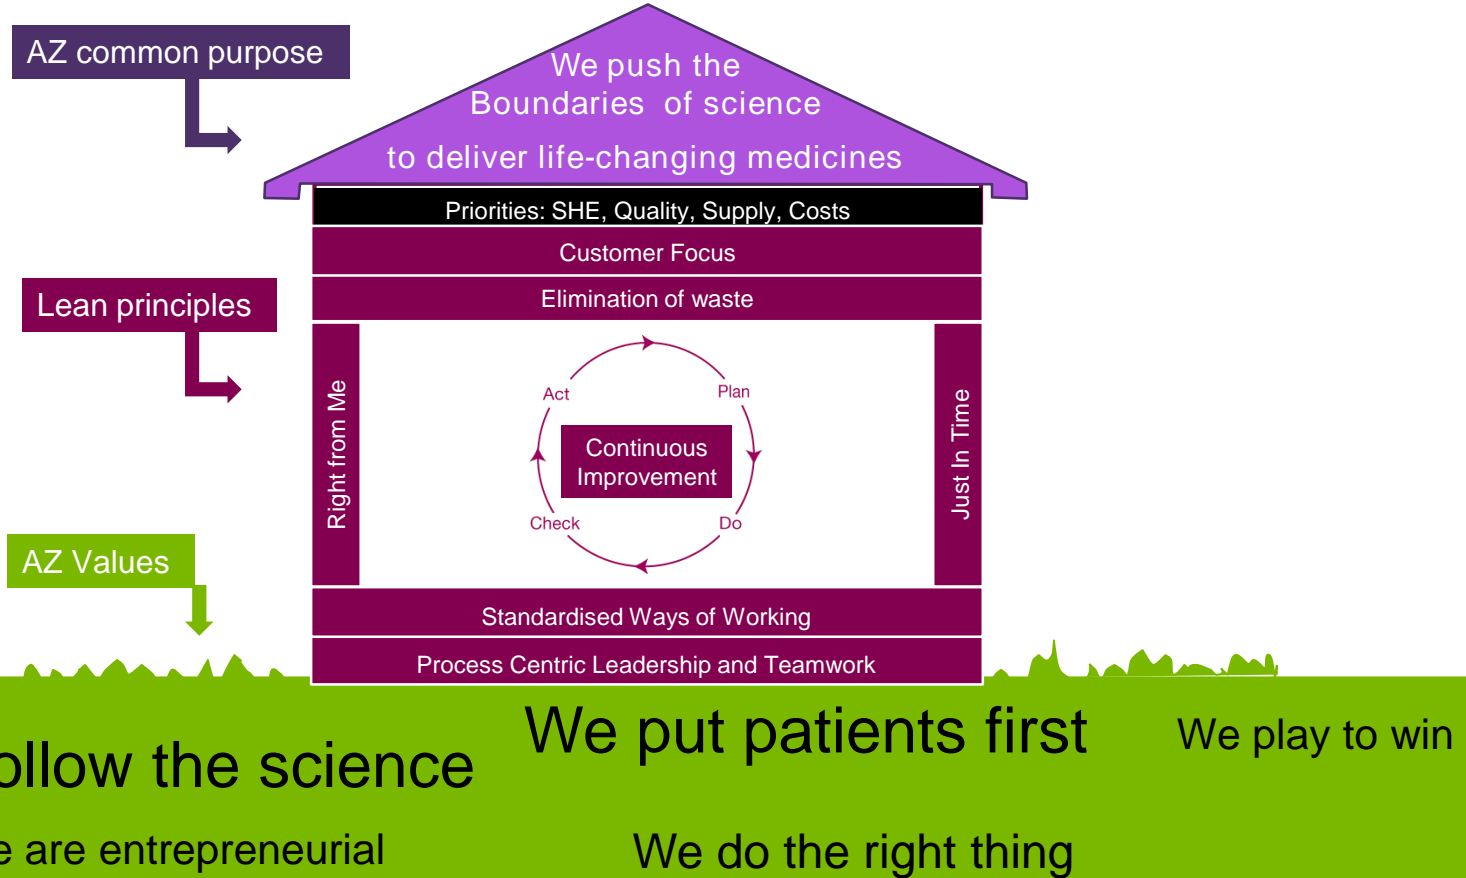 AZ common purpose
We push the
Boundaries of science
to deliver life-changing medicines
Priorities: SHE, Quality, Supply, Costs
Customer Focus
Lean principles
Elimination of waste
Right from Me
Act
Plan
Continuous
Improvement
Check
Do
Just In Time
AZ Values
Standardised Ways of Working
Process Centric Leadership and Teamwork
We put patients first
We play to win
ollow the science
e are entrepreneurial
We do the right thing